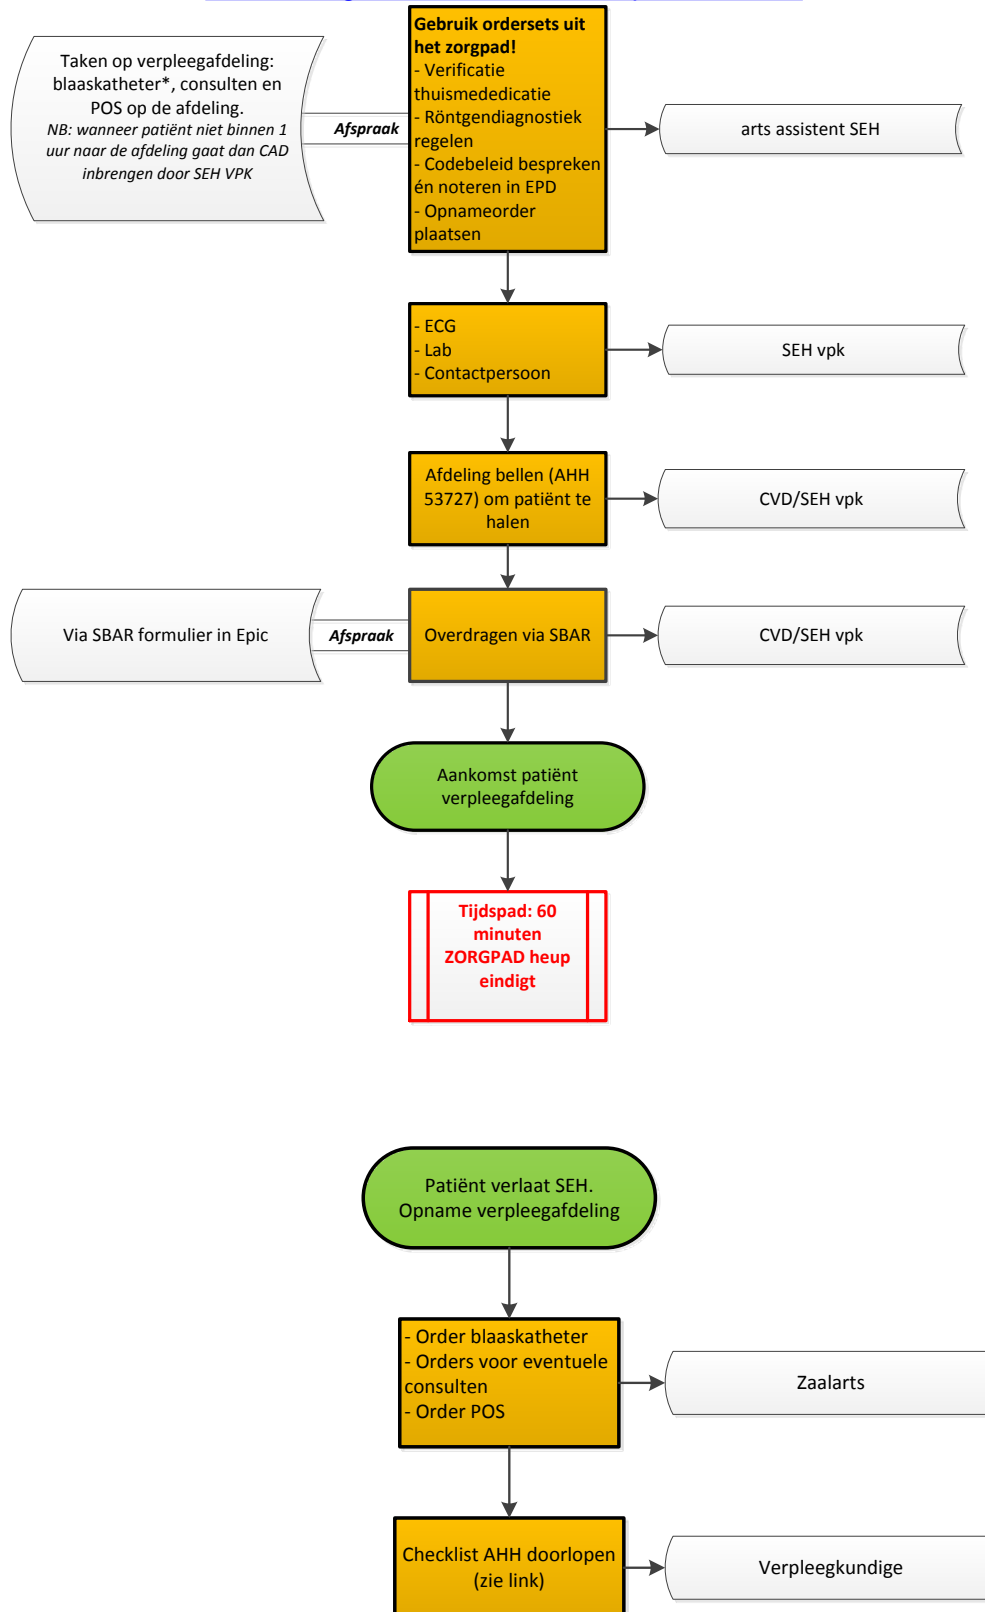 Gebruik ordersets uit
het zorgpad!
- Verificatie
thuismededicatie
- Röntgendiagnostiek
regelen
- Codebeleid bespreken
én noteren in EPD
- Opnameorder
plaatsen
Taken op verpleegafdeling:
blaaskatheter*, consulten en
POS op de afdeling.
NB: wanneer patiënt niet binnen 1
uur naar de afdeling gaat dan CAD
inbrengen door SEH VPK
Afspraak
arts assistent SEH
- ECG
- Lab
- Contactpersoon
SEH vpk
Afdeling bellen (AHH
53727) om patiënt te
halen
CVD/SEH vpk
Via SBAR formulier in Epic
Afspraak
Overdragen via SBAR
CVD/SEH vpk
Aankomst patiënt
verpleegafdeling
Tijdspad: 60
minuten
ZORGPAD heup
eindigt
Patiënt verlaat SEH.
Opname verpleegafdeling
- Order blaaskatheter
- Orders voor eventuele
consulten
- Order POS
Zaalarts
Checklist AHH doorlopen
(zie link)
Verpleegkundige